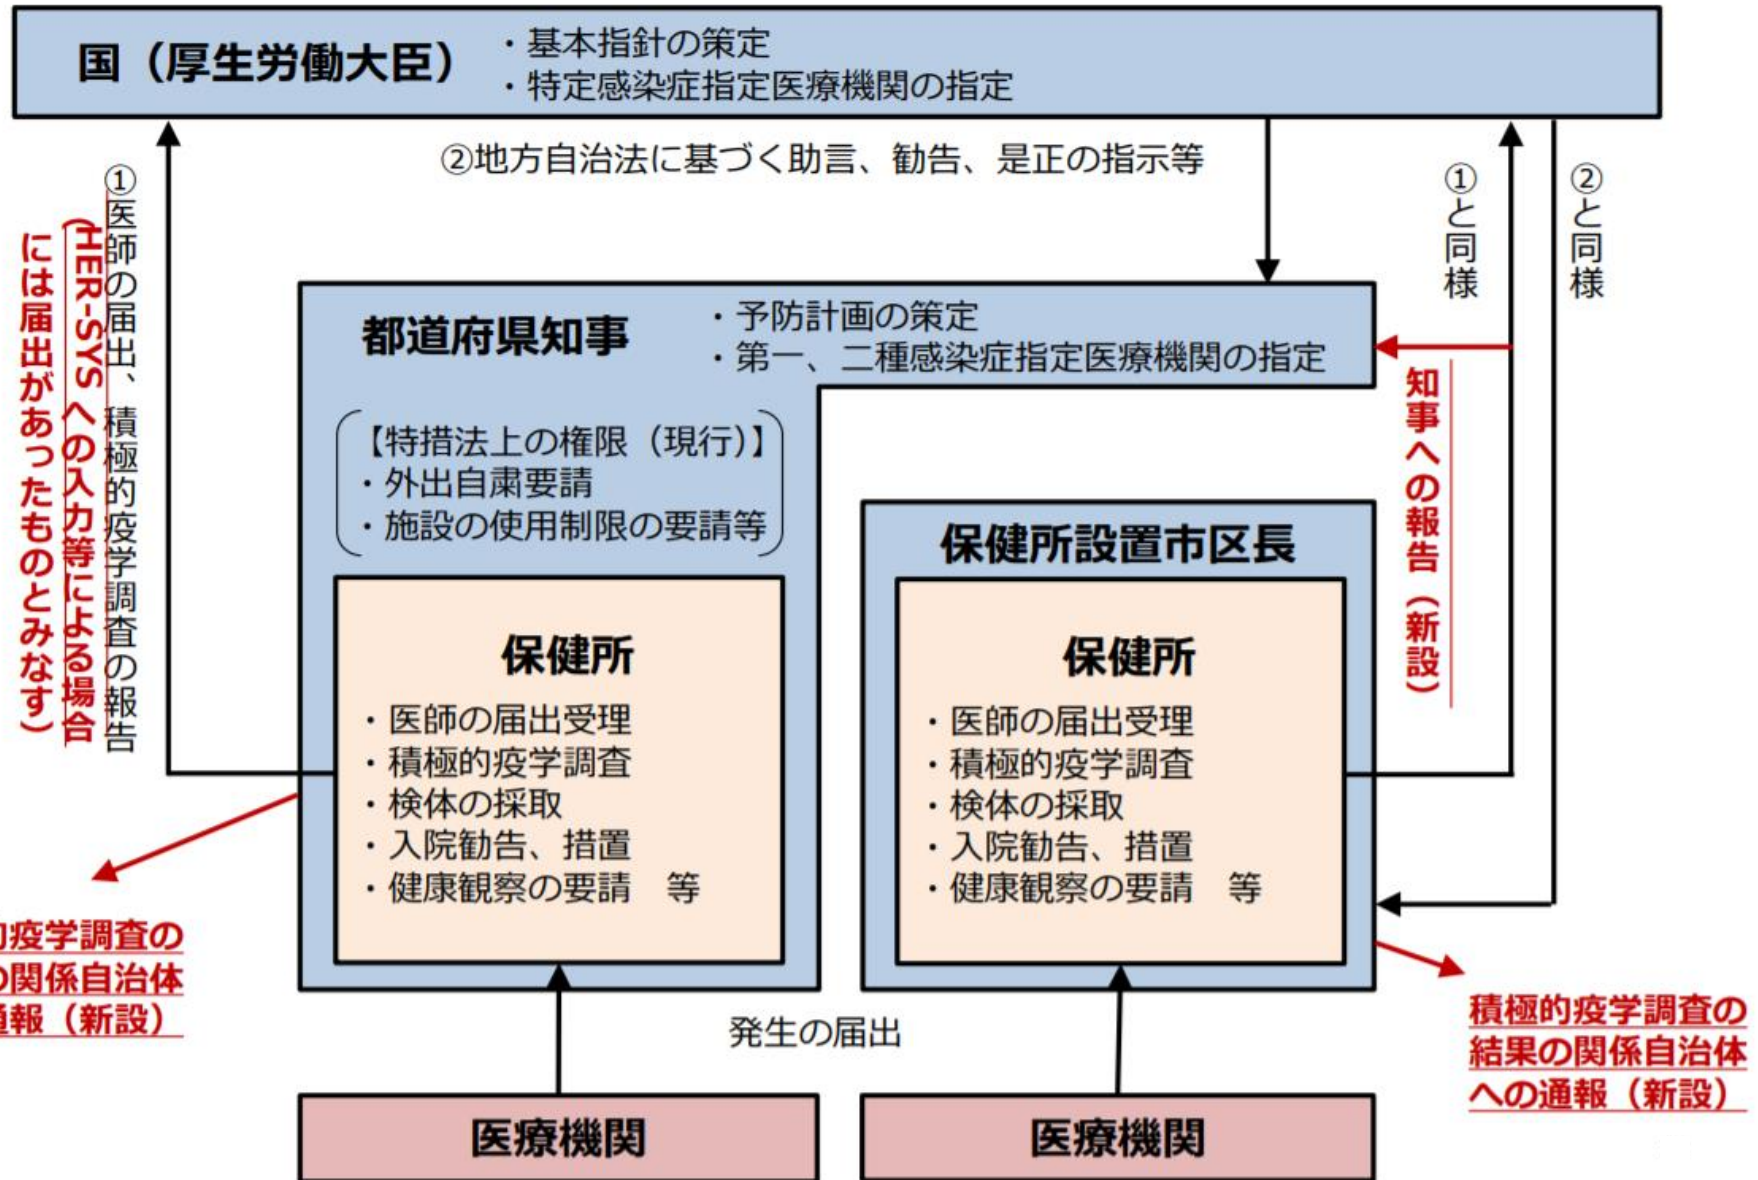 国（厚生労働大臣）
・基本指針の策定
・特定感染症指定医療機関の指定
②地方自治法に基づく助言、勧告、是正の指示等
①医師の届出、積極的疫学調査の報告
（HER-SYS への入力等による場合
には届出があったものとみなす）
①と同様
②と同様
都道府県知事
・予防計画の策定
・第一、二種感染症指定医療機関の指定
【特措法上の権限（現行）】
・外出自粛要請
・施設の使用制限の要請等
知事への報告（新設）
保健所
・医師の届出受理
・積極的疫学調査
・検体の採取
・入院勧告、措置
・健康観察の要請　等
保健所設置市区長
保健所
・医師の届出受理
・積極的疫学調査
・検体の採取
・入院勧告、措置
・健康観察の要請　等
疫学調査の
の関係自治体
通報（新設）
積極的疫学調査の
結果の関係自治体
への通報（新設）
発生の届出
医療機関
医療機関